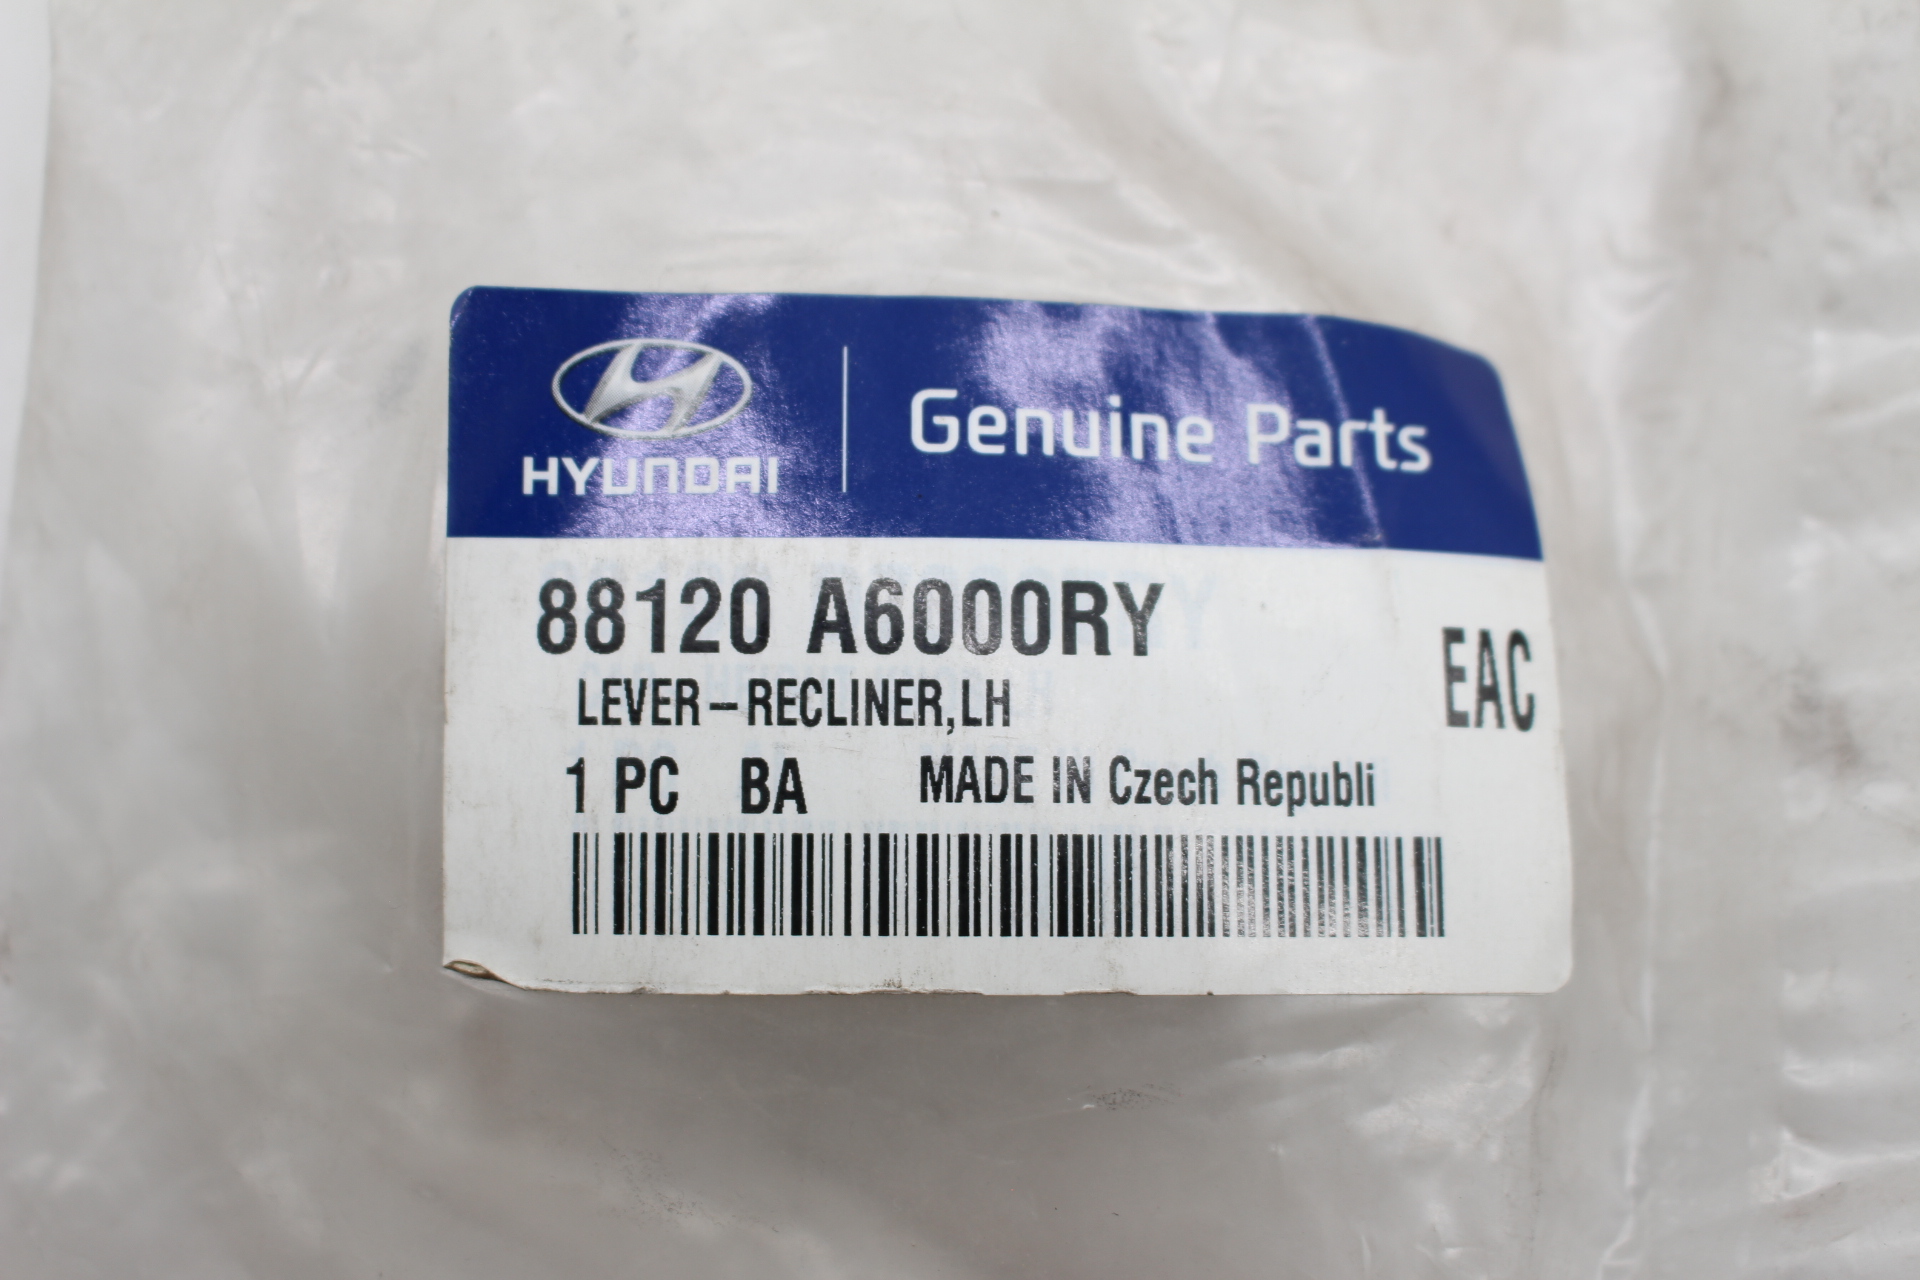 HYUNDAI
Genuine Parts
88120 A6000RY
LEVER-RECLINER,LH
EAC
1 PC BA MADE IN Czech Republi